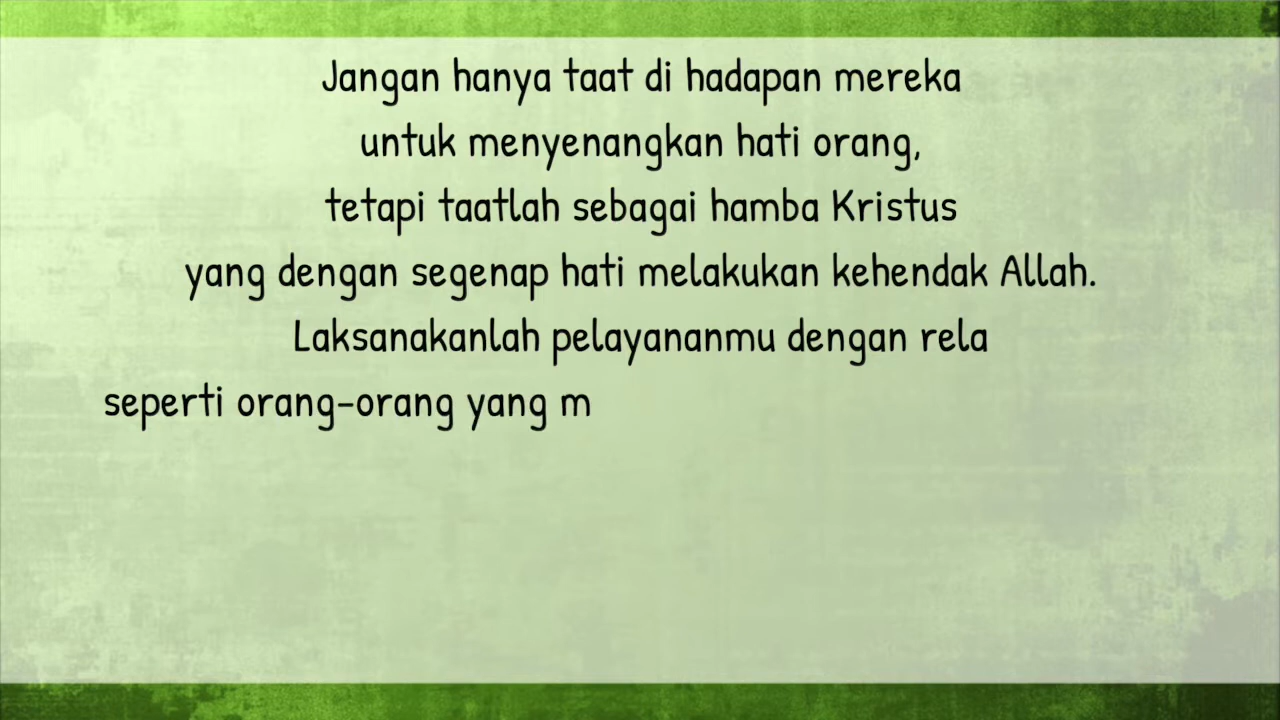 Jangan hanya taat di hadapan mereka
untuk menyenangkan hati orang,
tetapi taatlah sebagai hamba Kristus
yang dengan segenap hati melakukan kehendak Allah.
Laksanakanlah pelayananmu dengan rela
seperti orang-orang yang m